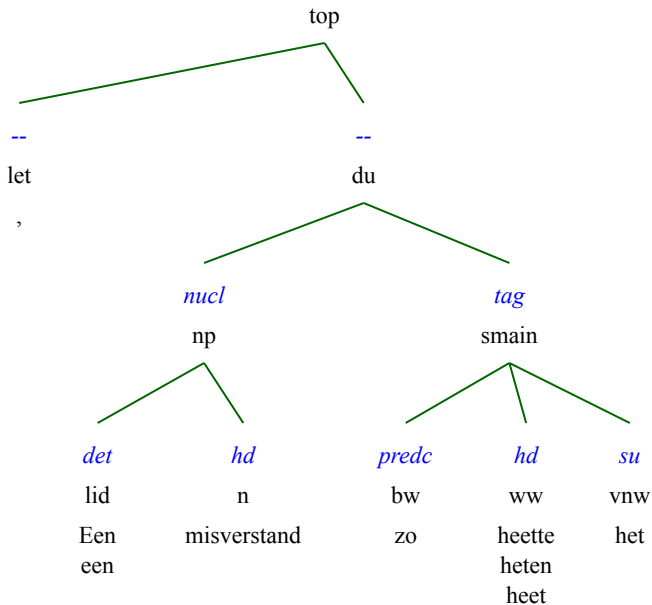 top
-- --
let du
,
nucl tag
np smain
det hd predc hd su
lid n bw ww vnw
Een misverstand zo heette het
een heten
heet